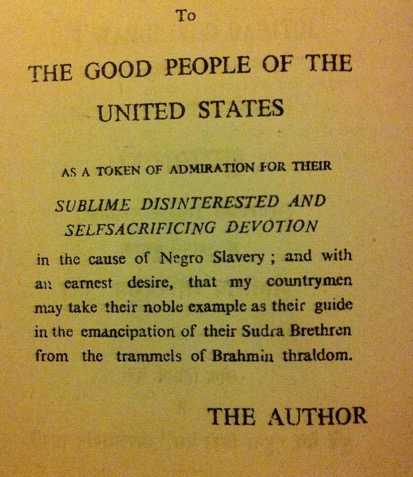 To
THE GOOD PEOPLE OF THE
UNITED STATES
AS A TOKEN OF ADMIRATION FOR THEIR
SUBLIME DISINTERESTED AND
SELFSACRIFICING DEVOTION
in the cause of Negro Slavery ; and with
an earnest desire, that my countrymen
may take their noble example as their guide
in the emancipation of their Sudra Brethren
from the trammels of Brahmin thraldom.
THE AUTHOR